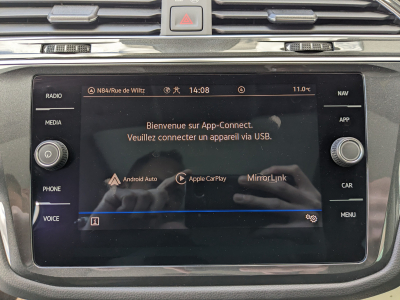 RADIO
MEDIA
PHONE
VOICE
N84/Rue de Wiltz 14:08 11.0°C
Bienvenue sur App-Connect.
Veuillez connecter un appareil via USB.
Android Auto Apple CarPlay MirrorLink
NAV
APP
CAR
MENU